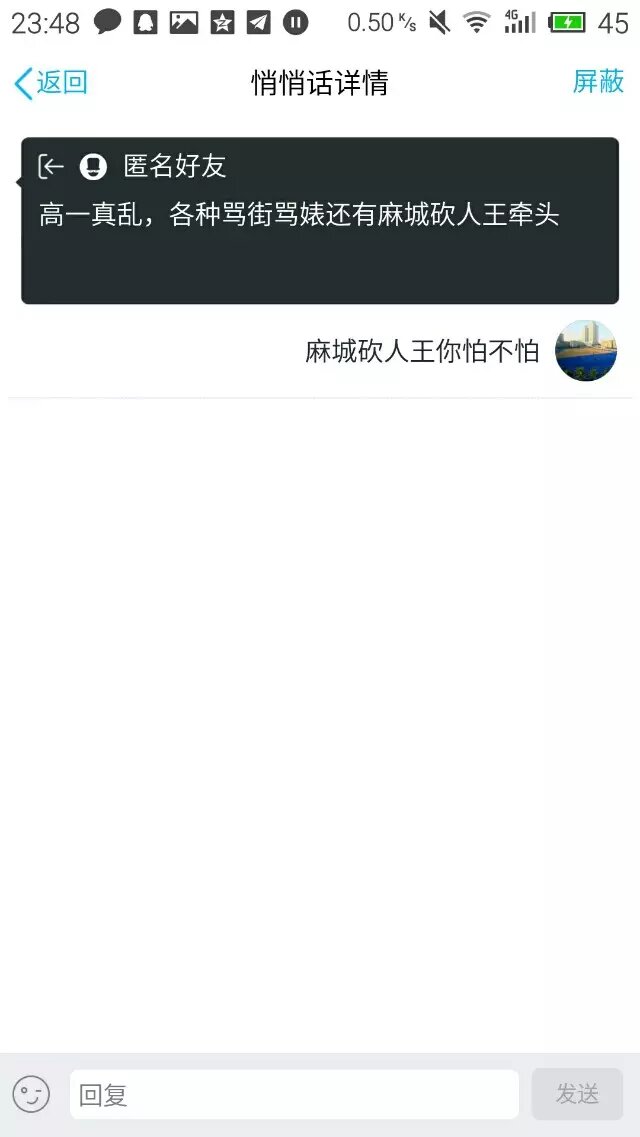 23:48 0.50 K/s 4G 45
返回 悄悄话详情 屏蔽
匿名好友
高一真乱，各种骂街骂婊还有麻城砍人王牵头
麻城砍人王你怕不怕
回复 发送